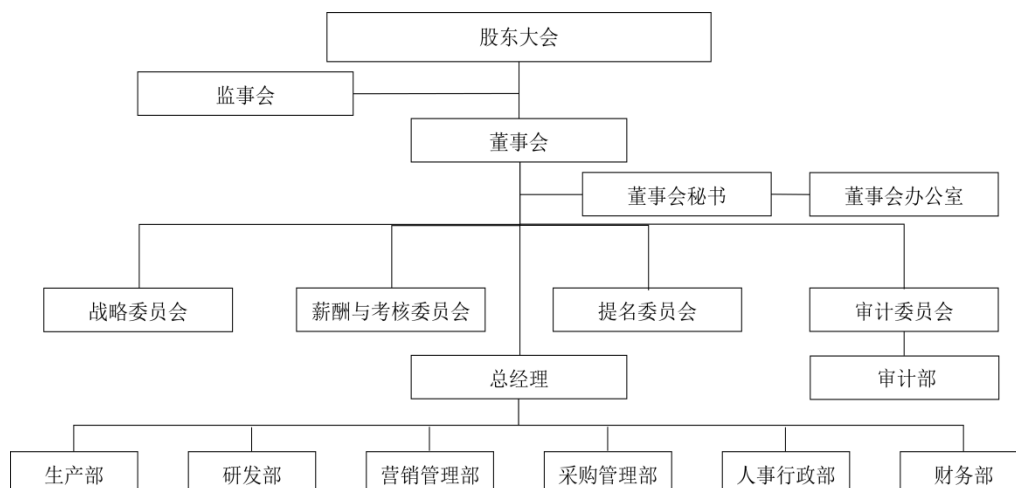 股东大会
监事会
董事会
董事会秘书
董事会办公室
战略委员会
薪酬与考核委员会
提名委员会
审计委员会
总经理
审计部
生产部
研发部
营销管理部
采购管理部
人事行政部
财务部